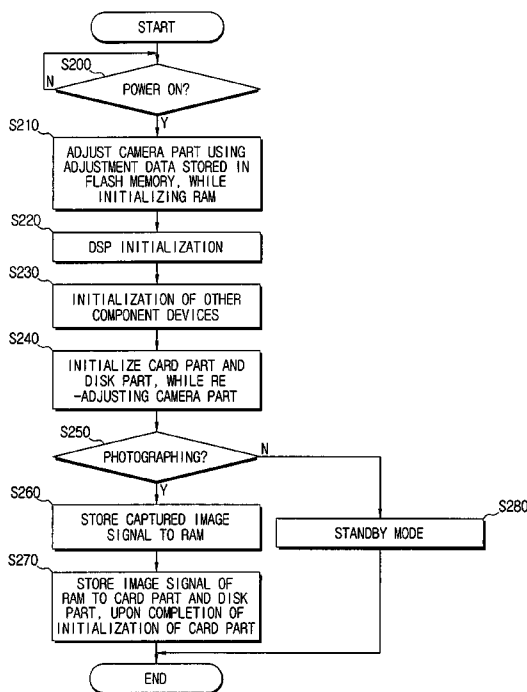 START
S200
POWER ON?
N
Y
S210
ADJUST CAMERA PART USING
ADJUSTMENT DATA STORED IN
FLASH MEMORY, WHILE
INITIALIZING RAM
S220
DSP INITIALIZATION
S230
INITIALIZATION OF OTHER
COMPONENT DEVICES
S240
INITIALIZE CARD PART AND
DISK PART, WHILE RE
-ADJUSTING CAMERA PART
S250
PHOTOGRAPHING?
N
Y
S260
STORE CAPTURED IMAGE
SIGNAL TO RAM
S280
STANDBY MODE
S270
STORE IMAGE SIGNAL OF
RAM TO CARD PART AND DISK
PART, UPON COMPLETION OF
INITIALIZATION OF CARD PART
END